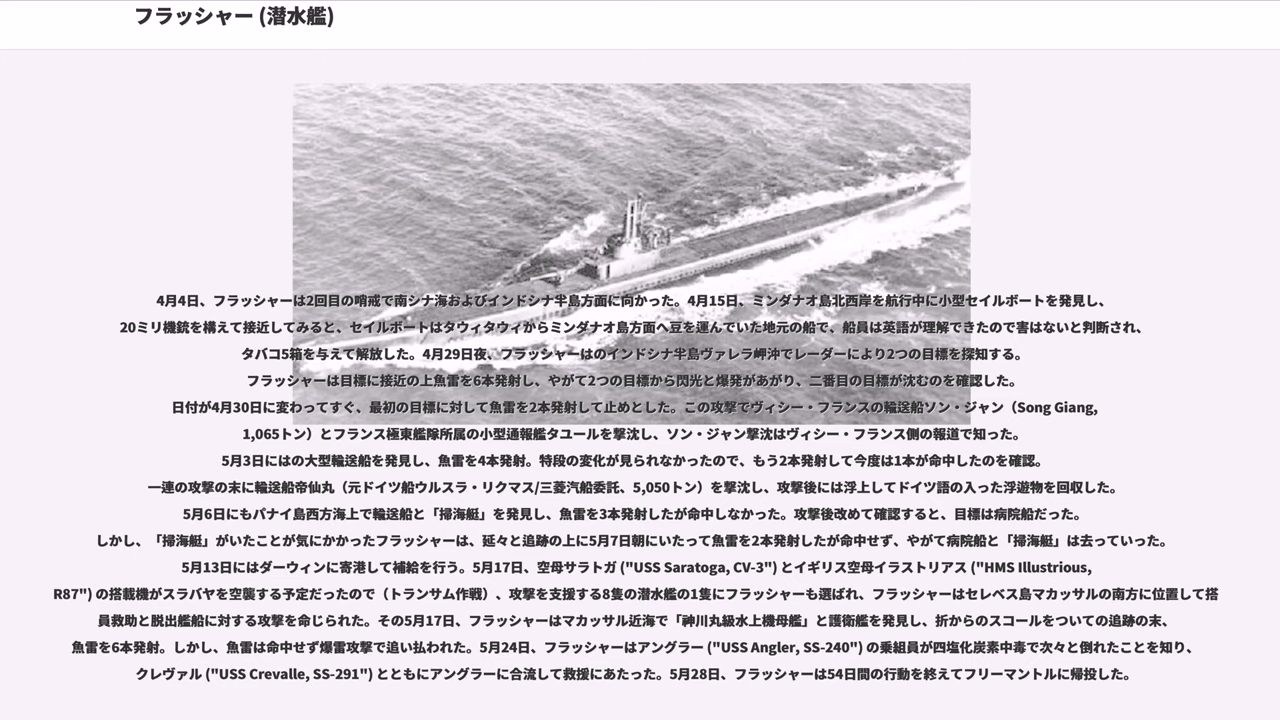 フラッシャー (潜水艦)
4月4日、フラッシャーは2回目の哨戒で南シナ海およびインドシナ半島方面に向かった。4月15日、ミンダナオ島北西岸を航行中に小型セイルボートを発見し、
20ミリ機銃を構えて接近してみると、セイルボートはタウィタウィからミンダナオ島方面へ豆を運んでいた地元の船で、船員は英語が理解できたので害はないと判断され、
タバコ5箱を与えて解放した。4月29日夜、フラッシャーはのインドシナ半島ヴァレラ岬沖でレーダーにより2つの目標を探知する。
フラッシャーは目標に接近の上魚雷を6本発射し、やがて2つの目標から閃光と爆発があがり、二番目の目標が沈むのを確認した。
日付が4月30日に変わってすぐ、最初の目標に対して魚雷を2本発射して止めとした。この攻撃でヴィシー・フランスの輪送船ソン・ジャン（Song Giang,
1,065トン）とフランス極東艦隊所属の小型通報艦タユールを撃沈し、ソン・ジャン撃沈はヴィシー・フランス側の報道で知った。
5月3日にはの大型輸送船を発見し、魚雷を4本発射。特段の変化が見られなかったので、もう2本発射して今度は1本が命中したのを確認。
一連の攻撃の末に輸送船帝仙丸（元ドイツ船ウルスラ・リクマス/三菱汽船委託、5,050トン）を撃沈し、攻撃後には浮上してドイツ語の入った浮遊物を回収した。
5月6日にもパナイ島西方海上で輸送船と「掃海艇」を発見し、魚雷を3本発射したが命中しなかった。攻撃後改めて確認すると、目標は病院船だった。
しかし、「掃海艇」がいたことが気にかかったフラッシャーは、延々と追跡の上に5月7日朝にいたって魚雷を2本発射したが命中せず、やがて病院船と「掃海艇」は去っていった。
5月13日にはダーウィンに寄港して補給を行う。5月17日、空母サラトガ ("USS Saratoga, CV-3") とイギリス空母イラストリアス ("HMS Illustrious,
R87") の搭載機がスラバヤを空襲する予定だったので（トランサム作戦）、攻撃を支援する8隻の潜水艦の1隻にフラッシャーも選ばれ、フラッシャーはセレベス島マカッサルの南方に位置して搭
員救助と脱出艦船に対する攻撃を命じられた。その5月17日、フラッシャーはマカッサル近海で「神川丸級水上機母艦」と護衛艦を発見し、折からのスコールをついての追跡の末、
魚雷を6本発射。しかし、魚雷は命中せず爆雷攻撃で追い払われた。5月24日、フラッシャーはアングラー ("USS Angler, SS-240") の乗組員が四塩化炭素中毒で次々と倒れたことを知り、
クレヴァル ("USS Crevalle, SS-291") とともにアングラーに合流して救援にあたった。5月28日、フラッシャーは54日間の行動を終えてフリーマントルに帰投した。